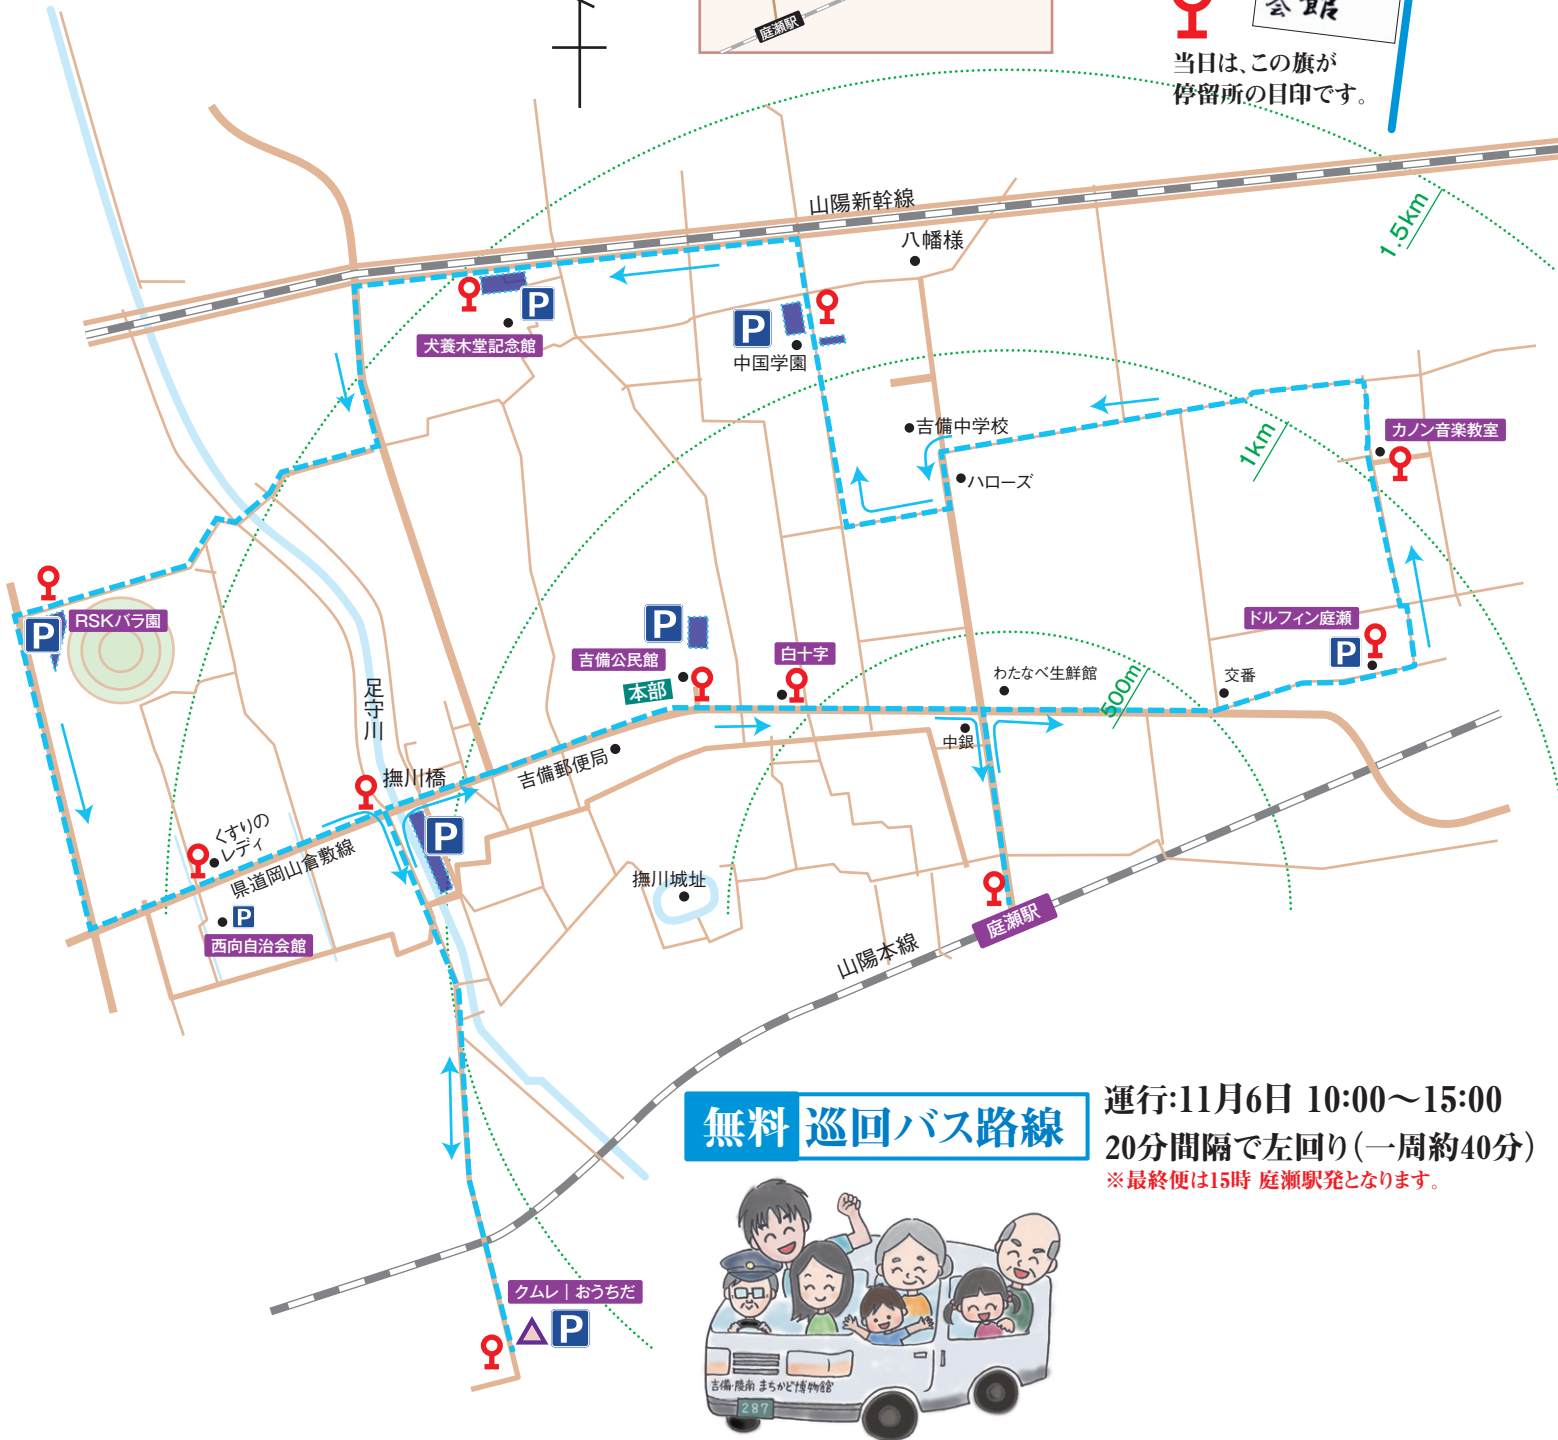 庭瀬駅
会館
当日は、この旗が
停留所の目印です。
山陽新幹線
八幡様
1.5km
P
犬養木堂記念館
P
中国学園
吉備中学校
1km
カノン音楽教室
ハローズ
P
RSKバラ園
P
吉備公民館
本部
白十字
ドルフィン庭瀬
P
わたなべ生鮮館
500m
交番
足守川
中銀
吉備郵便局
撫川橋
P
くすりの
レディ
県道岡山倉敷線
撫川城址
P
西向自治会館
庭瀬駅
山陽本線
無料 巡回バス路線
運行:11月6日 10:00〜15:00
20分間隔で左回り(一周約40分)
※最終便は15時 庭瀬駅発となります。
クムレ|おうちだ
P
吉備・陵南 まちかど博物館
287